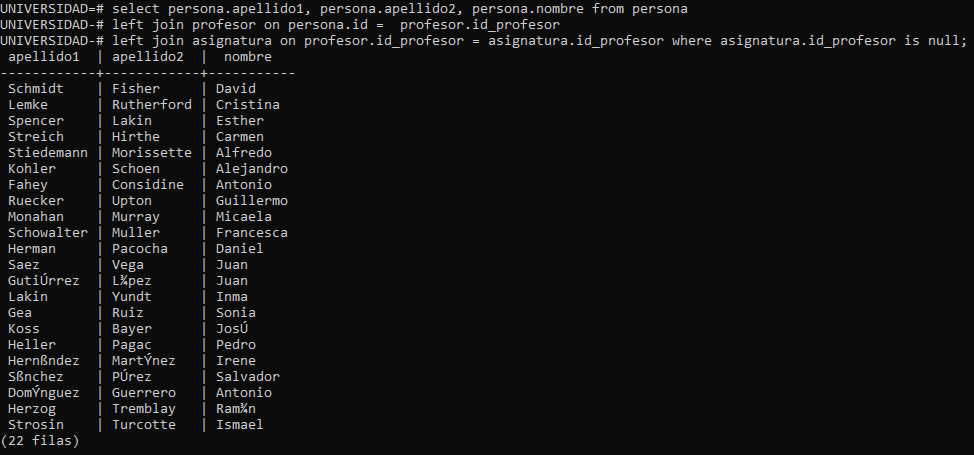 UNIVERSIDAD=# select persona.apellido1, persona.apellido2, persona.nombre from persona
UNIVERSIDAD-# left join profesor on persona.id =  profesor.id_profesor
UNIVERSIDAD-# left join asignatura on profesor.id_profesor = asignatura.id_profesor where asignatura.id_profesor is null;
 apellido1  | apellido2  |  nombre
------------+------------+-----------
 Schmidt    | Fisher     | David
 Lemke      | Rutherford | Cristina
 Spencer    | Lakin      | Esther
 Streich    | Hirthe     | Carmen
 Stiedemann | Morissette | Alfredo
 Kohler     | Schoen     | Alejandro
 Fahey      | Considine  | Antonio
 Ruecker    | Upton      | Guillermo
 Monahan    | Murray     | Micaela
 Schowalter | Muller     | Francesca
 Herman     | Pacocha    | Daniel
 Saez       | Vega       | Juan
 GutiÚrrez  | L¾pez      | Juan
 Lakin      | Yundt      | Inma
 Gea        | Ruiz       | Sonia
 Koss       | Bayer      | JosÚ
 Heller     | Pagac      | Pedro
 Hernßndez  | MartÝnez   | Irene
 Sßnchez    | PÚrez      | Salvador
 DomÝnguez  | Guerrero   | Antonio
 Herzog     | Tremblay   | Ram¾n
 Strosin    | Turcotte   | Ismael
(22 filas)